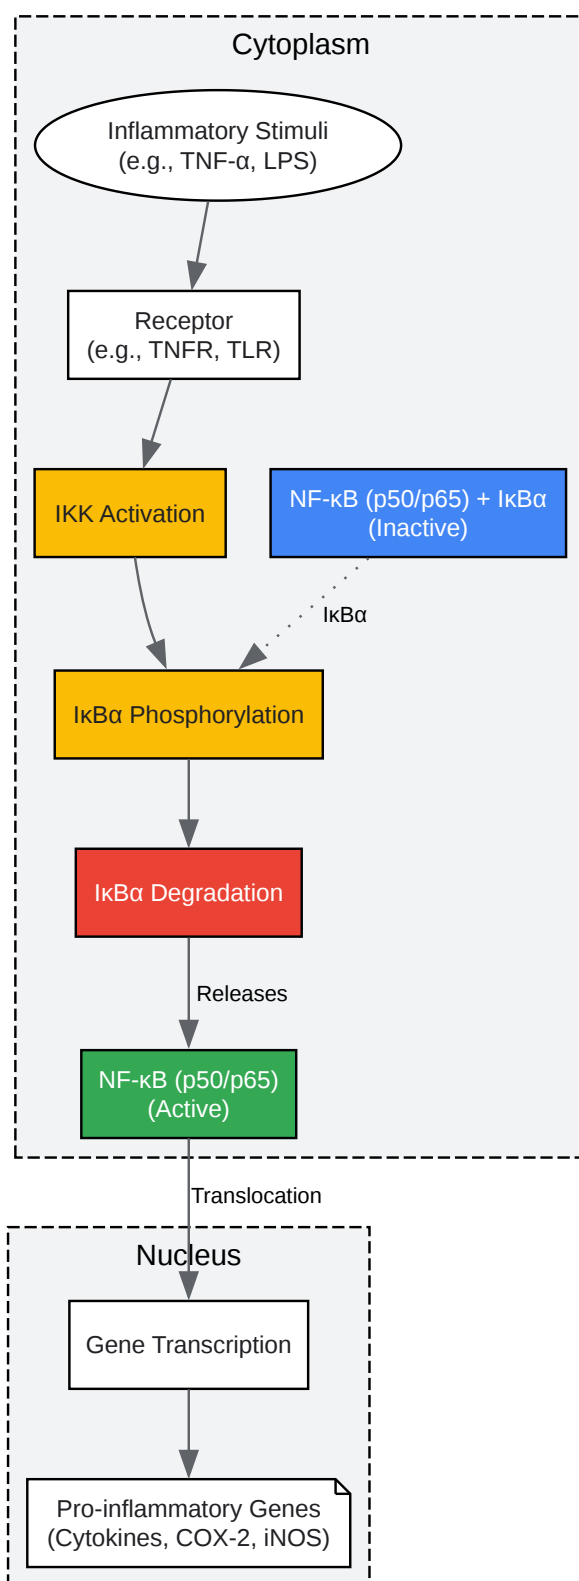 Cytoplasm
Inflammatory Stimuli
(e.g., TNF-α, LPS)
Receptor
(e.g., TNFR, TLR)
IKK Activation
NF-κB (p50/p65) + IκBα
(Inactive)
IκBα
IκBα Phosphorylation
IκBα Degradation
Releases
NF-κB (p50/p65)
(Active)
Translocation
Nucleus
Gene Transcription
Pro-inflammatory Genes
(Cytokines, COX-2, iNOS)